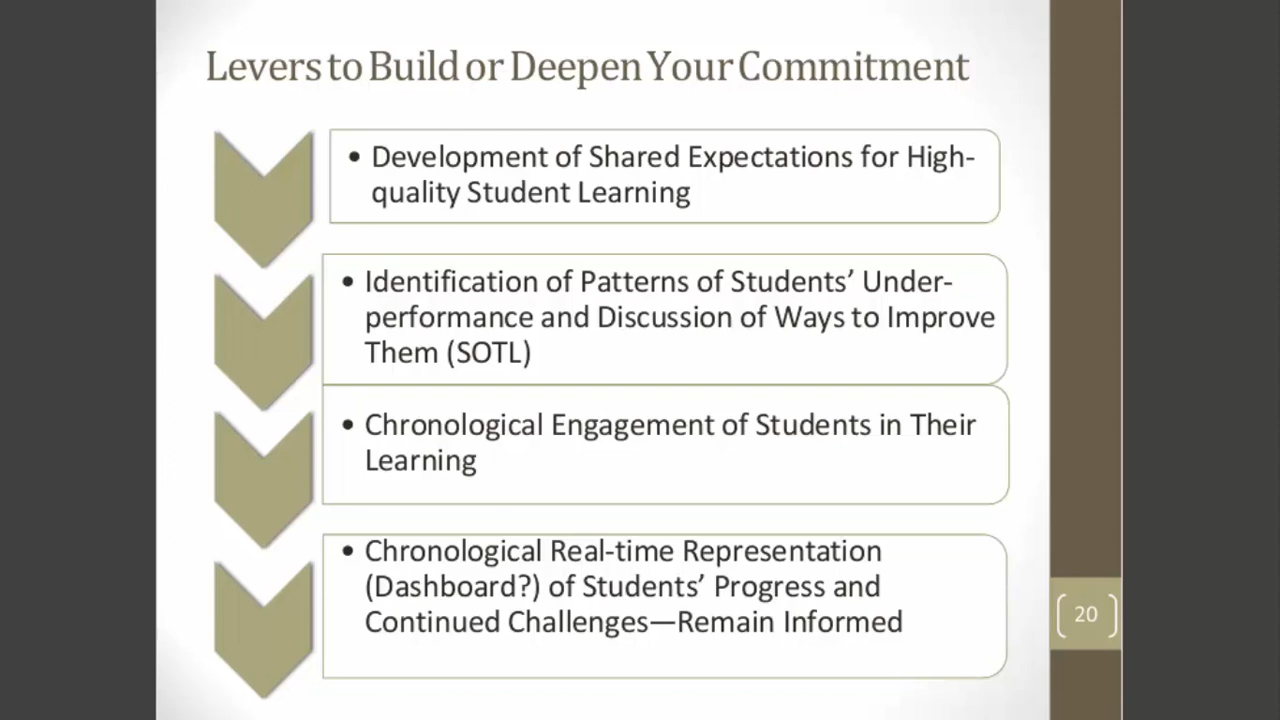 Levers to Build or Deepen Your Commitment
• Development of Shared Expectations for High-
quality Student Learning
• Identification of Patterns of Students’ Under-
performance and Discussion of Ways to Improve
Them (SOTL)
• Chronological Engagement of Students in Their
Learning
• Chronological Real-time Representation
(Dashboard?) of Students’ Progress and
Continued Challenges—Remain Informed
20